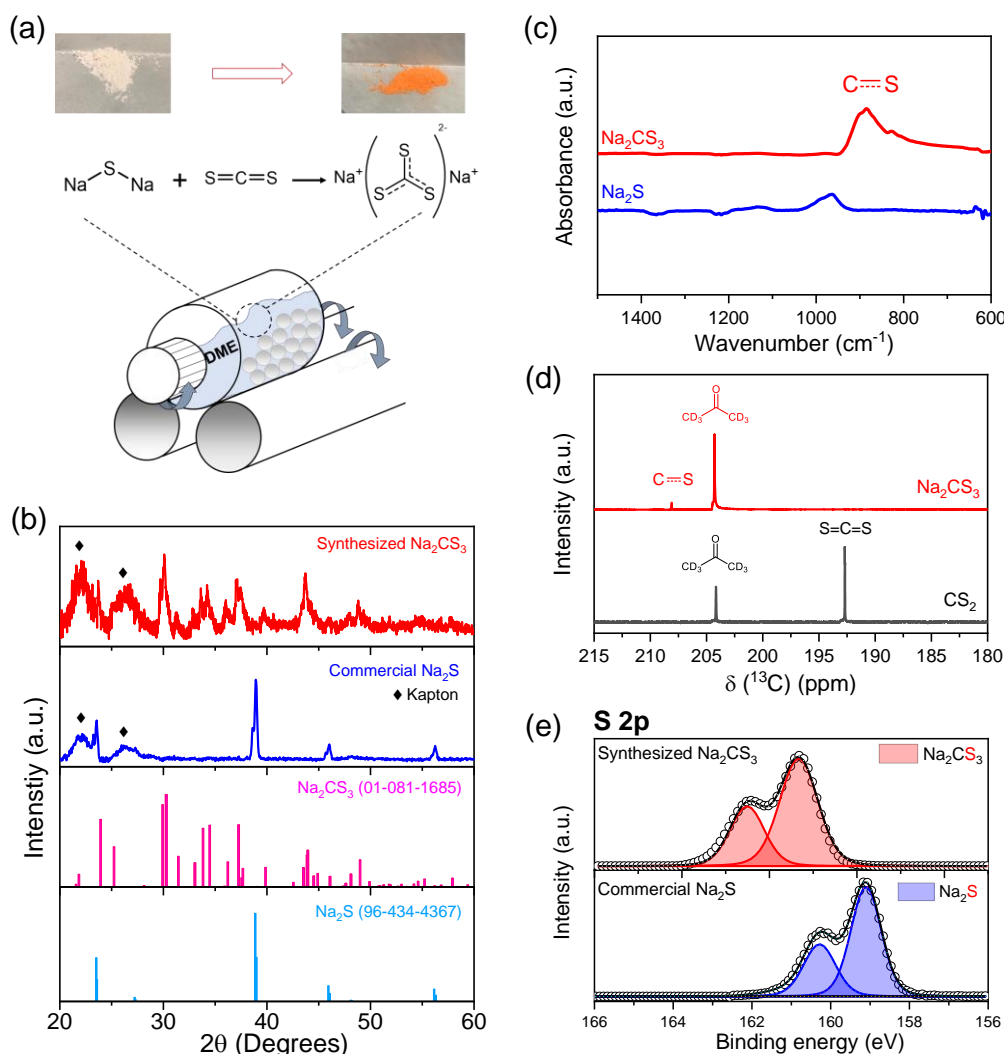 (a)
Na
S
Na
+
S=C=S
Na⁺
S
C
S
S
2-
Na⁺
DME
(b)
Synthesized Na₂CS₃
Commercial Na₂S
♦ Kapton
Na₂CS₃ (01-081-1685)
Na₂S (96-434-4367)
Intenstiy (a.u.)
20 30 40 50 60
2θ (Degrees)
(c)
C S
Na₂CS₃
Na₂S
Absorbance (a.u.)
1400 1200 1000 800 600
Wavenumber (cm⁻¹)
(d)
O
CD₃ CD₃
C S
Na₂CS₃
O
CD₃ CD₃
S=C=S
CS₂
Intensity (a.u.)
215 210 205 200 195 190 185 180
δ (¹³C) (ppm)
(e) S 2p
Synthesized Na₂CS₃
Na₂CS₃
Commercial Na₂S
Na₂S
Intensity (a.u.)
166 164 162 160 158 156
Binding energy (eV)